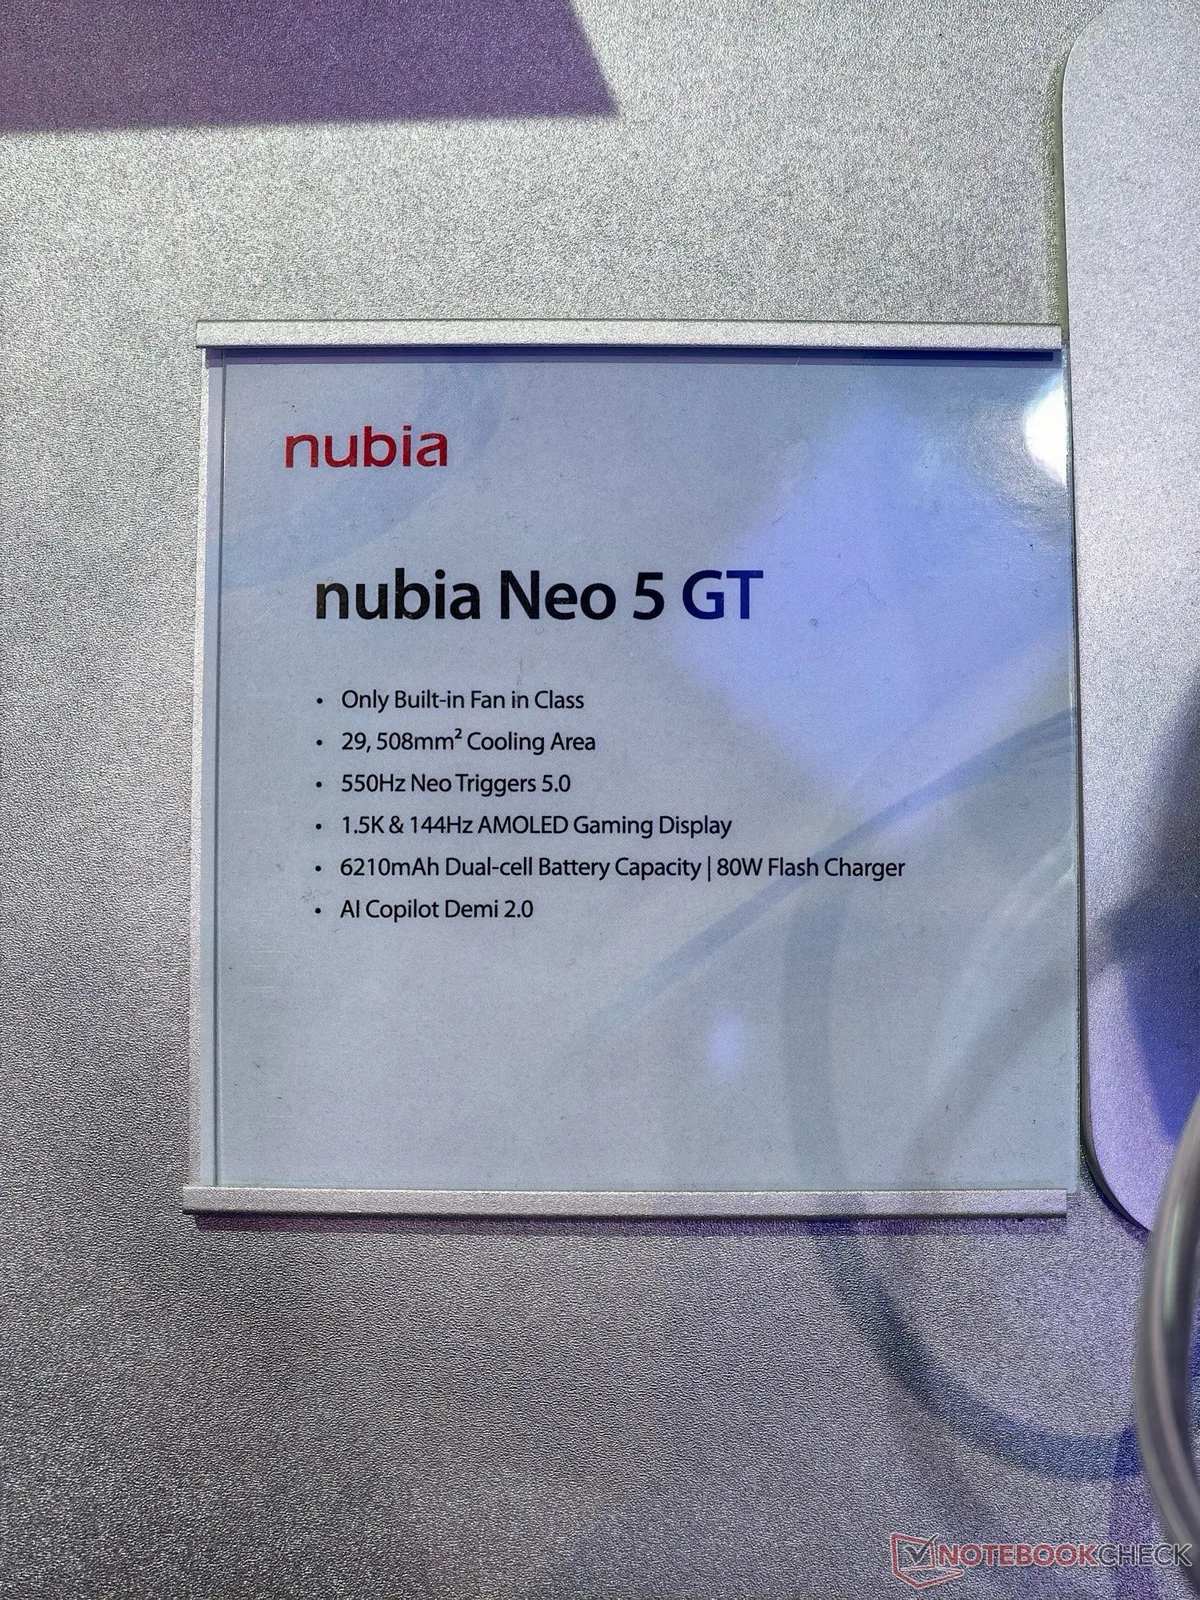 nubia
nubia Neo 5 GT
• Only Built-in Fan in Class
• 29, 508mm² Cooling Area
• 550Hz Neo Triggers 5.0
• 1.5K & 144Hz AMOLED Gaming Display
• 6210mAh Dual-cell Battery Capacity | 80W Flash Charger
• AI Copilot Demi 2.0
NOTEBOOKCHECK